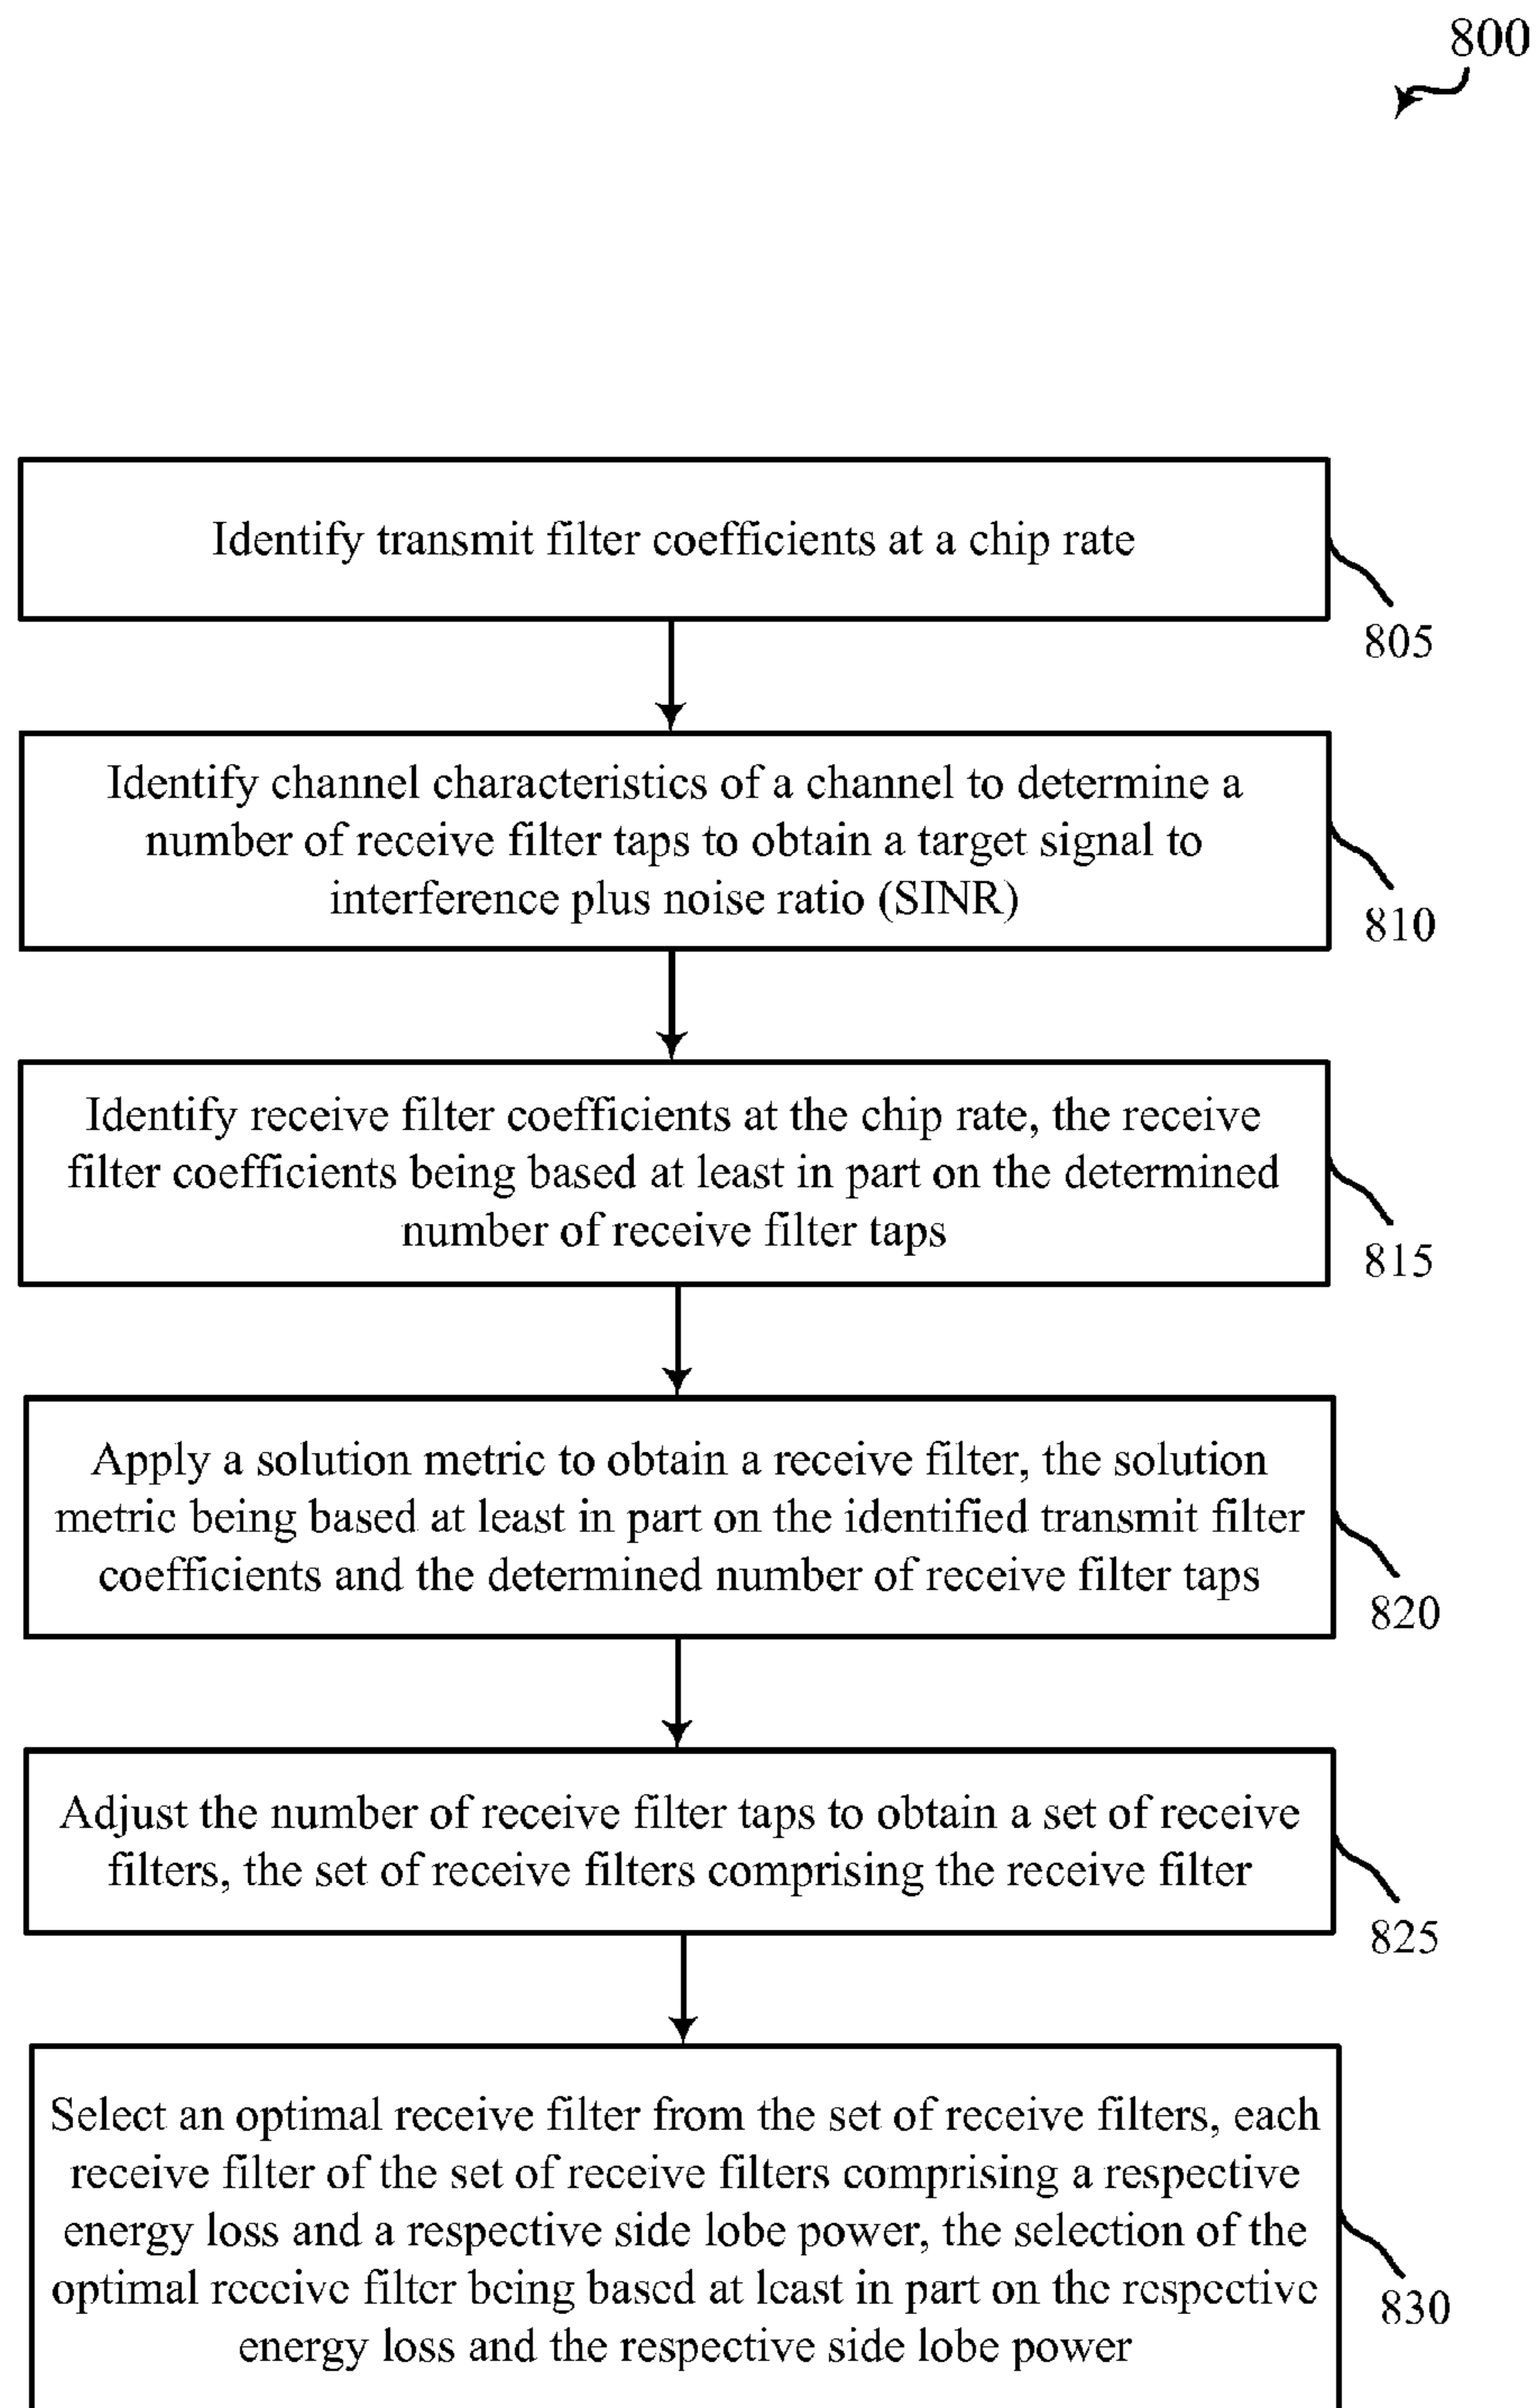 800
Identify transmit filter coefficients at a chip rate
805
Identify channel characteristics of a channel to determine a
number of receive filter taps to obtain a target signal to
interference plus noise ratio (SINR)
810
Identify receive filter coefficients at the chip rate, the receive
filter coefficients being based at least in part on the determined
number of receive filter taps
815
Apply a solution metric to obtain a receive filter, the solution
metric being based at least in part on the identified transmit filter
coefficients and the determined number of receive filter taps
820
Adjust the number of receive filter taps to obtain a set of receive
filters, the set of receive filters comprising the receive filter
825
Select an optimal receive filter from the set of receive filters, each
receive filter of the set of receive filters comprising a respective
energy loss and a respective side lobe power, the selection of the
optimal receive filter being based at least in part on the respective
energy loss and the respective side lobe power
830